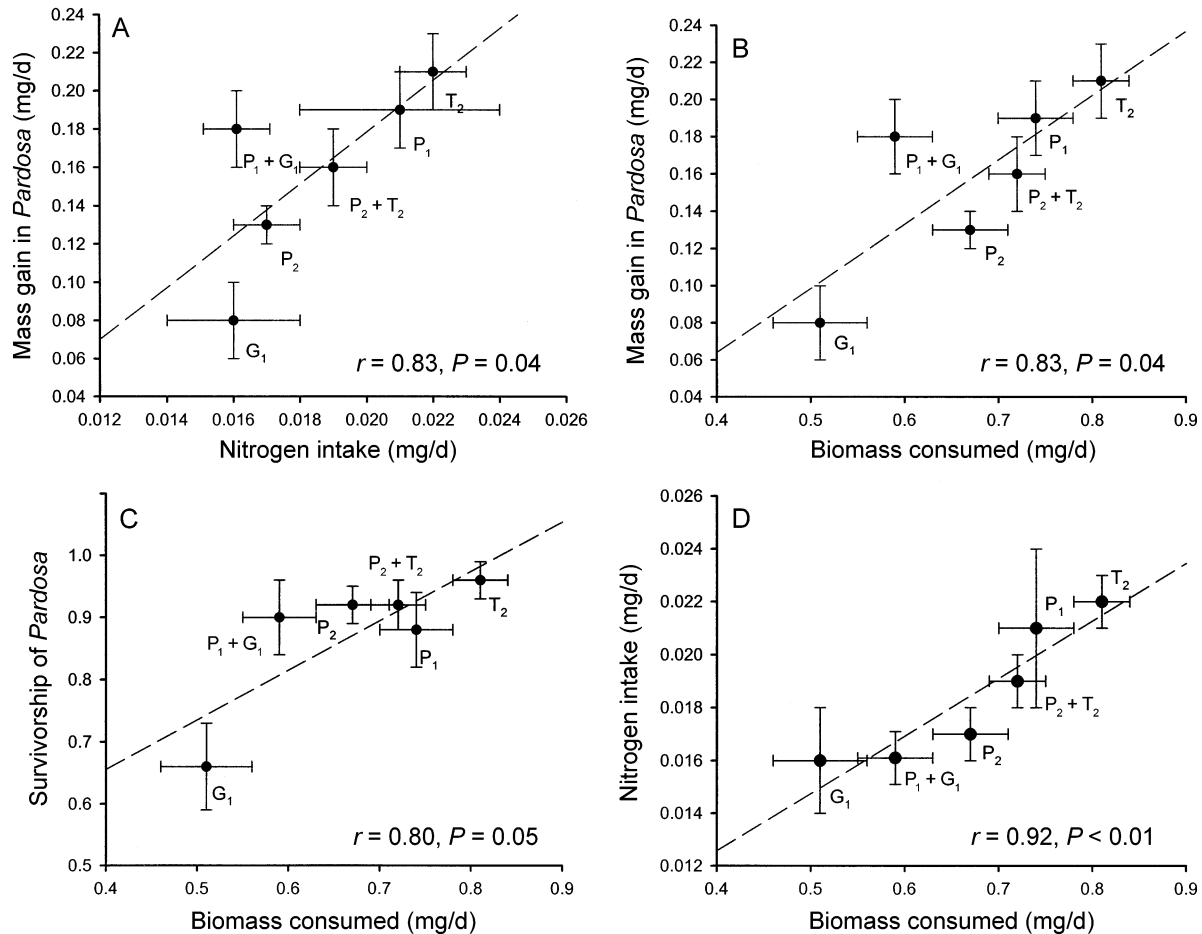 A
Mass gain in Pardosa (mg/d)
0.24
0.22
0.20
0.18
0.16
0.14
0.12
0.10
0.08
0.06
0.04
T₂
P₁
P₁ + G₁
P₂ + T₂
P₂
G₁
r = 0.83, P = 0.04
0.012 0.014 0.016 0.018 0.020 0.022 0.024 0.026
Nitrogen intake (mg/d)
B
Mass gain in Pardosa (mg/d)
0.24
0.22
0.20
0.18
0.16
0.14
0.12
0.10
0.08
0.06
0.04
T₂
P₁
P₁ + G₁
P₂ + T₂
P₂
G₁
r = 0.83, P = 0.04
0.4 0.5 0.6 0.7 0.8 0.9
Biomass consumed (mg/d)
C
Survivorship of Pardosa
1.0
0.9
0.8
0.7
0.6
0.5
P₂ + T₂
T₂
P₂
P₁ + G₁
P₁
G₁
r = 0.80, P = 0.05
0.4 0.5 0.6 0.7 0.8 0.9
Biomass consumed (mg/d)
D
Nitrogen intake (mg/d)
0.026
0.024
0.022
0.020
0.018
0.016
0.014
0.012
T₂
P₁
P₂ + T₂
P₂
P₁ + G₁
G₁
r = 0.92, P < 0.01
0.4 0.5 0.6 0.7 0.8 0.9
Biomass consumed (mg/d)